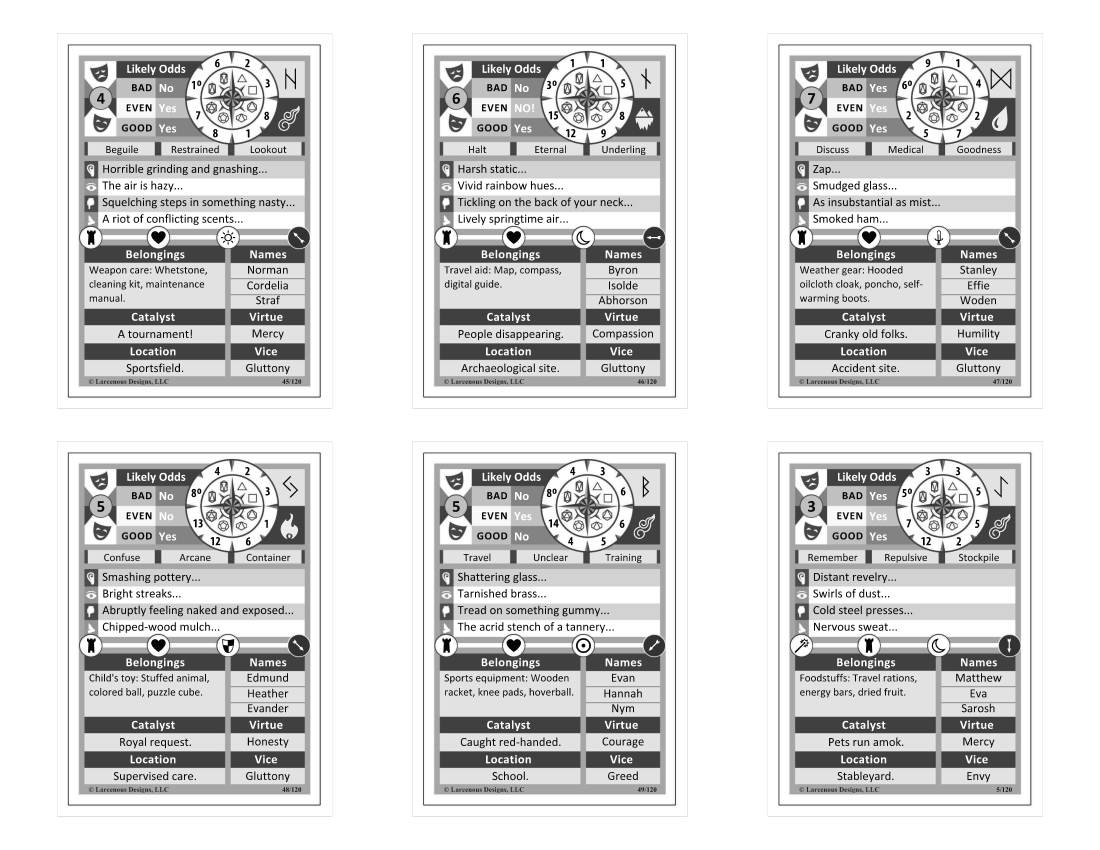 Likely Odds
6 2
BAD No
10 3
4
EVEN Yes
7 8
GOOD Yes
8 1
Beguile Restrained Lookout
Horrible grinding and gnashing...
The air is hazy...
Squelching steps in something nasty...
A riot of conflicting scents...
Belongings Names
Weapon care: Whetstone, cleaning kit, maintenance manual.
Norman
Cordelia
Straf
Catalyst Virtue
A tournament! Mercy
Location Vice
Sportsfield. Gluttony
© Larcenous Designs, LLC 45/120
Likely Odds
1 1
BAD No
3º 5
6
EVEN NO!
15 8
GOOD Yes
12 9
Halt Eternal Underling
Harsh static...
Vivid rainbow hues...
Tickling on the back of your neck...
Lively springtime air...
Belongings Names
Travel aid: Map, compass,
digital guide.
Byron
Isolde
Abhorson
Catalyst Virtue
People disappearing. Compassion
Location Vice
Archaeological site. Gluttony
© Larcenous Designs, LLC 46/120
Likely Odds
9 1
BAD Yes
6º 4
7
EVEN Yes
2 2
GOOD Yes
5 7
Discuss Medical Goodness
Zap...
Smudged glass...
As insubstantial as mist...
Smoked ham...
Belongings Names
Weather gear: Hooded
oilcloth cloak, poncho, self-
warming boots.
Stanley
Effie
Woden
Catalyst Virtue
Cranky old folks. Humility
Location Vice
Accident site. Gluttony
© Larcenous Designs, LLC 47/120
Likely Odds
4 2
BAD No
8º 3
5
EVEN No
13 1
GOOD Yes
12 6
Confuse Arcane Container
Smashing pottery...
Bright streaks...
Abruptly feeling naked and exposed...
Chipped-wood mulch...
Belongings Names
Child's toy: Stuffed animal,
colored ball, puzzle cube.
Edmund
Heather
Evander
Catalyst Virtue
Royal request. Honesty
Location Vice
Supervised care. Gluttony
© Larcenous Designs, LLC 48/120
Likely Odds
4 3
BAD No
8º 6
5
EVEN Yes
14 6
GOOD No
4 5
Travel Unclear Training
Shattering glass...
Tarnished brass...
Tread on something gummy...
The acrid stench of a tannery...
Belongings Names
Sports equipment: Wooden
racket, knee pads, hoverball.
Evan
Hannah
Nym
Catalyst Virtue
Caught red-handed. Courage
Location Vice
School. Greed
© Larcenous Designs, LLC 49/120
Likely Odds
3 3
BAD Yes
5º 5
3
EVEN Yes
7 5
GOOD Yes
12 2
Remember Repulsive Stockpile
Distant revelry...
Swirls of dust...
Cold steel presses...
Nervous sweat...
Belongings Names
Foodstuffs: Travel rations,
energy bars, dried fruit.
Matthew
Eva
Sarosh
Catalyst Virtue
Pets run amok. Mercy
Location Vice
Stableyard. Envy
© Larcenous Designs, LLC 5/120